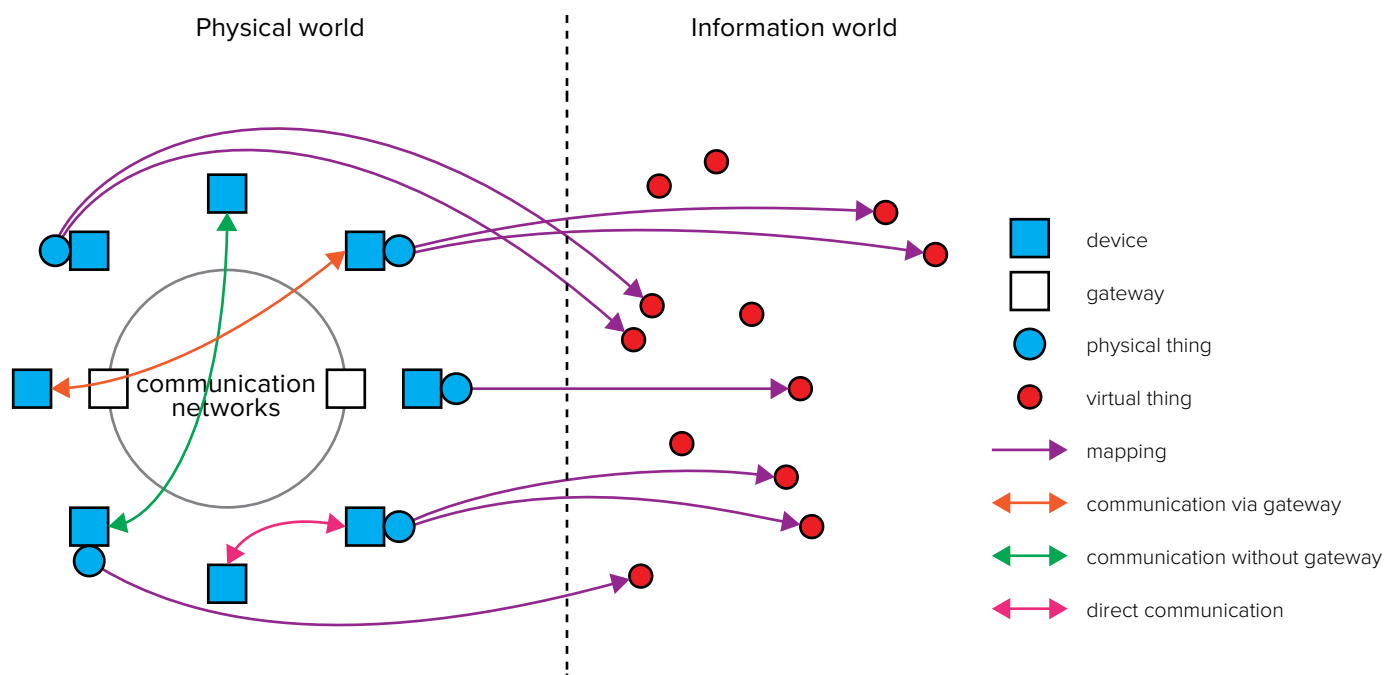 Physical world
Information world
communication
networks
device
gateway
physical thing
virtual thing
mapping
communication via gateway
communication without gateway
direct communication